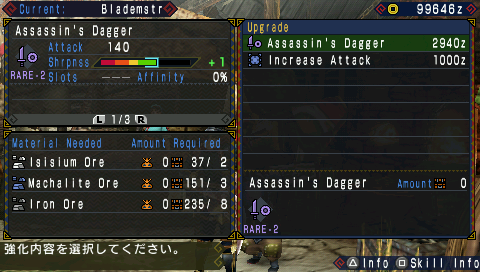 Current: Blademstr
99646z
Assassin's Dagger
Attack 140
Shrpnss +1
RARE-2 Slots --- Affinity 0%
L 1/3 R
Upgrade
Assassin's Dagger 2940z
Increase Attack 1000z
Material Needed Amount Required
Isisium Ore 0 37/ 2
Machalite Ore 0 151/ 3
Iron Ore 0 235/ 8
Assassin's Dagger Amount 0
RARE-2
強化内容を選択してください。
Info Skill Info